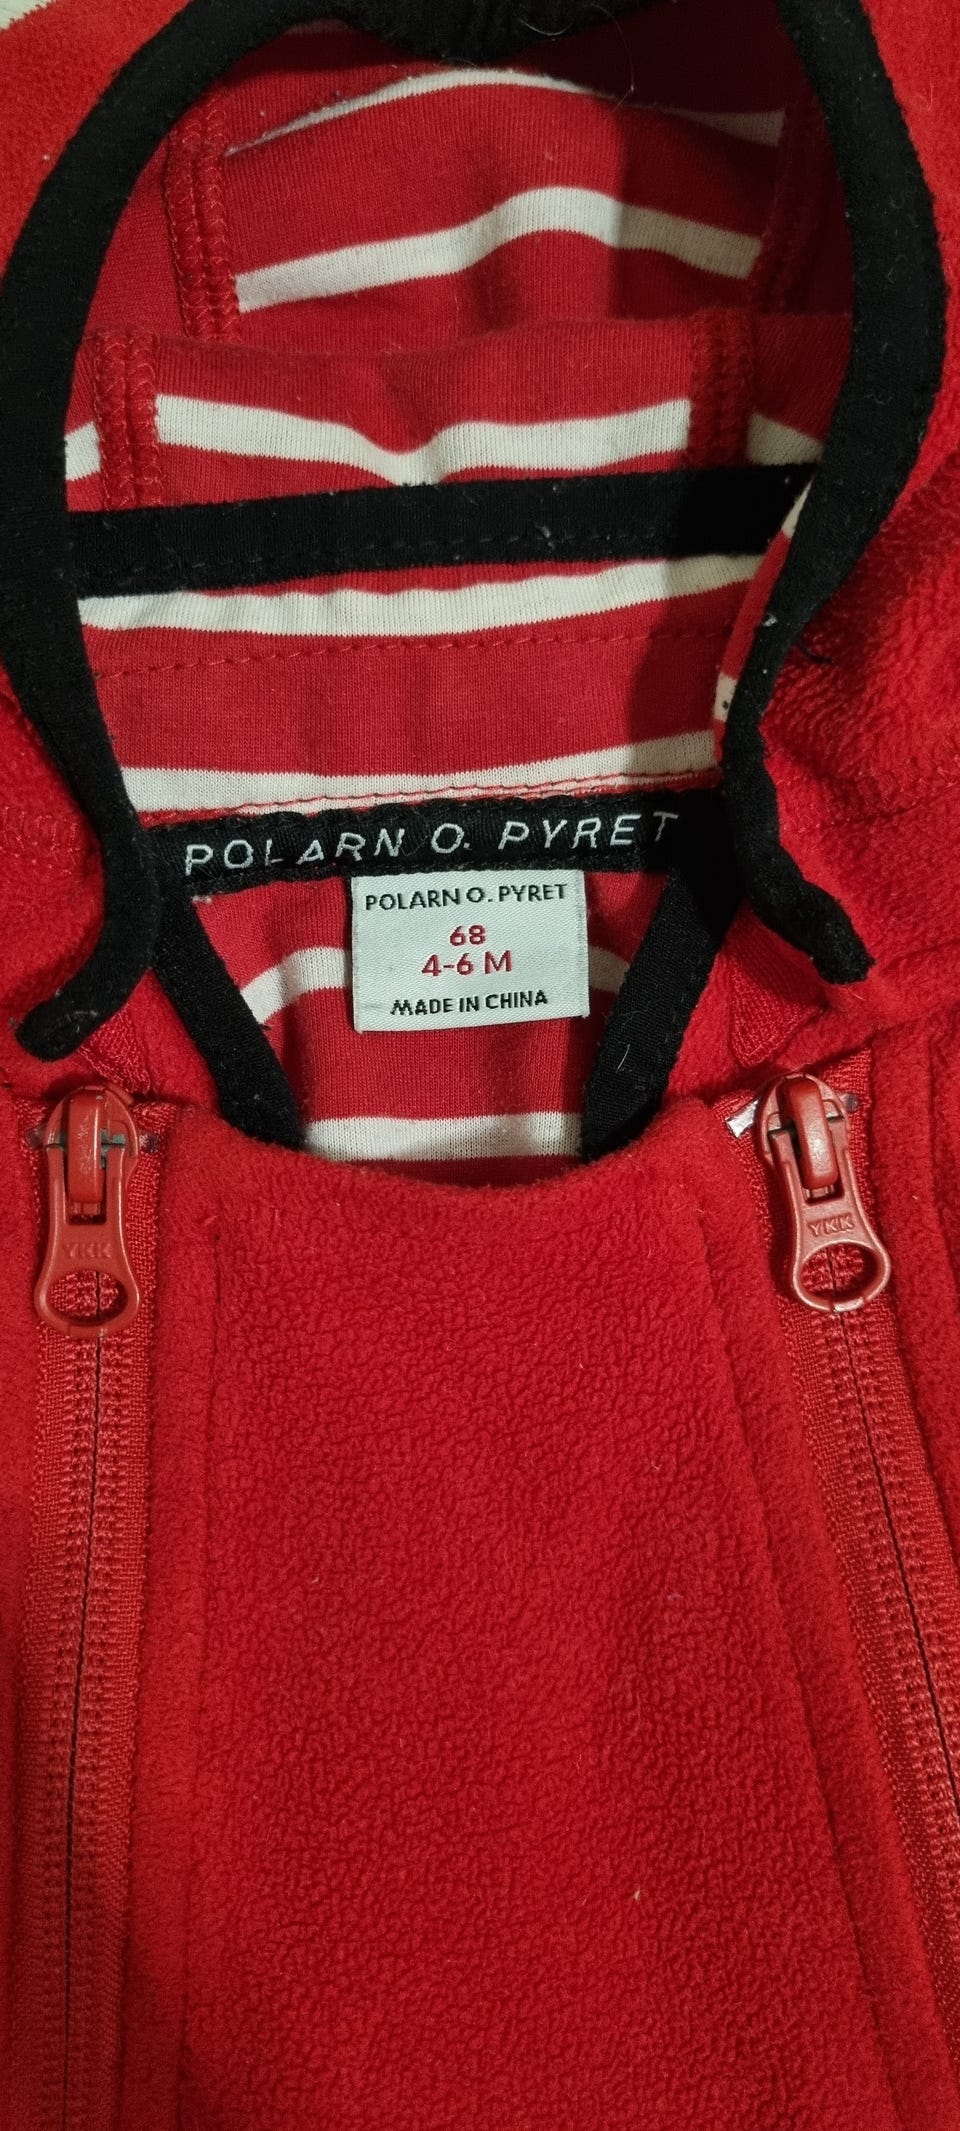 POLARN O. PYRET
POLARN O. PYRET
68
4-6 M
MADE IN CHINA
YKK
YKK